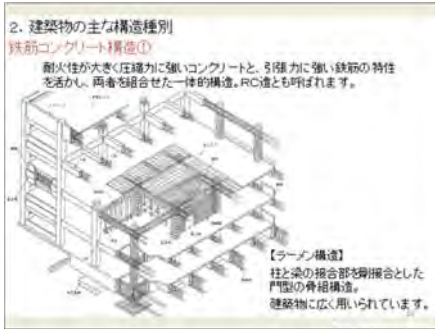 2. 建築物の主な構造種別
鉄筋コンクリート構造①
耐火性が大きく圧縮力に強いコンクリートと、引張力に強い鉄筋の特性
を活かし、両者を組合せた一体的構造。RC造とも呼ばれます。
【ラーメン構造】
柱と梁の接合部を剛接合とした
門型の骨組構造。
建築物に広く用いられています。